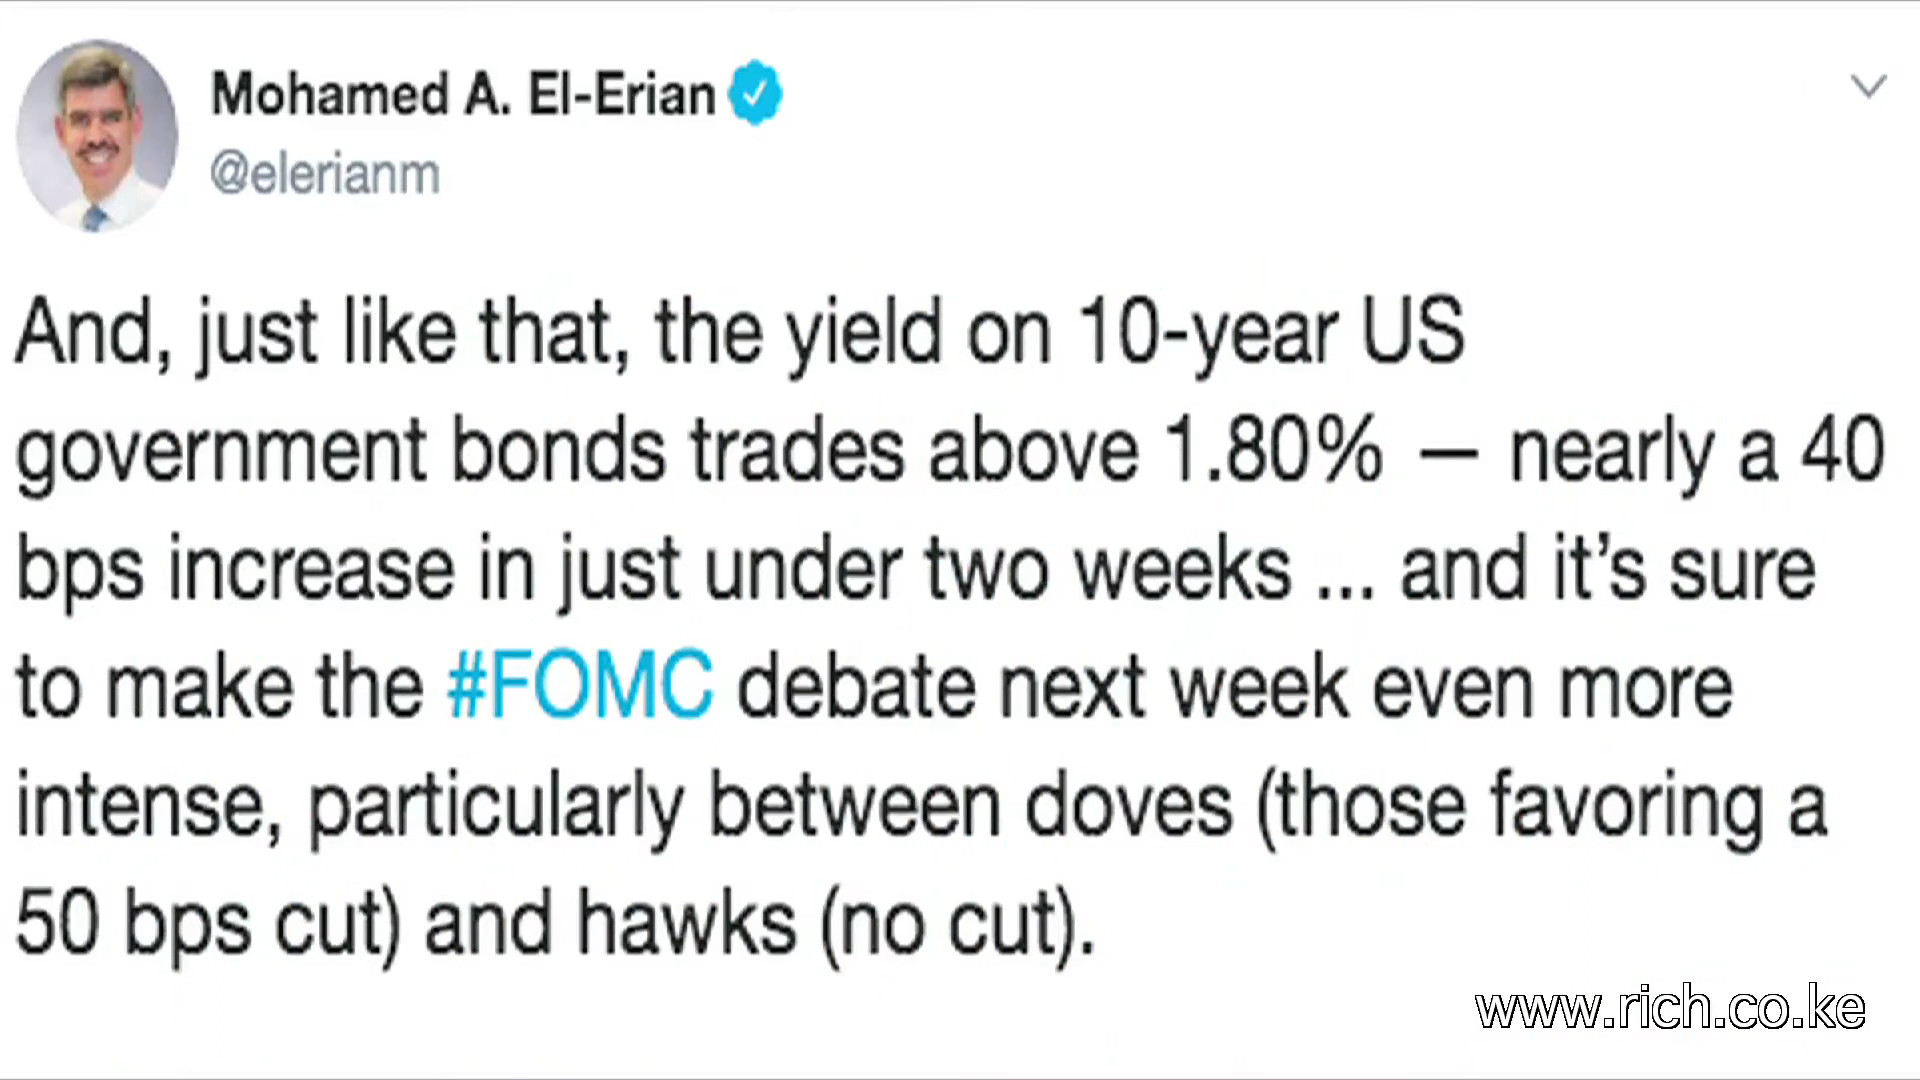 Mohamed A. El-Erian
@elerianm
And, just like that, the yield on 10-year US
government bonds trades above 1.80% — nearly a 40
bps increase in just under two weeks ... and it’s sure
to make the #FOMC debate next week even more
intense, particularly between doves (those favoring a
50 bps cut) and hawks (no cut).
www.rich.co.ke